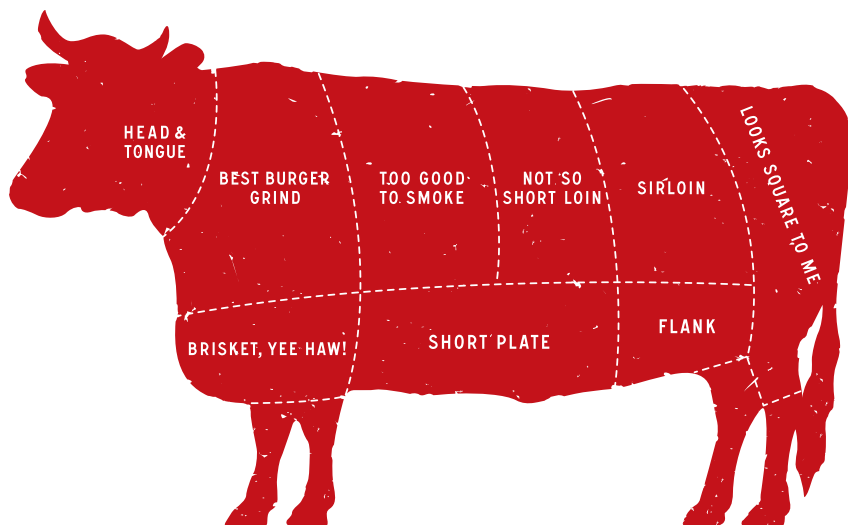 HEAD &
TONGUE
BEST BURGER
GRIND
TOO GOOD
TO SMOKE
NOT SO
SHORT LOIN
SIRLOIN
LOOKS SQUARE TO ME
BRISKET, YEE HAW!
SHORT PLATE
FLANK